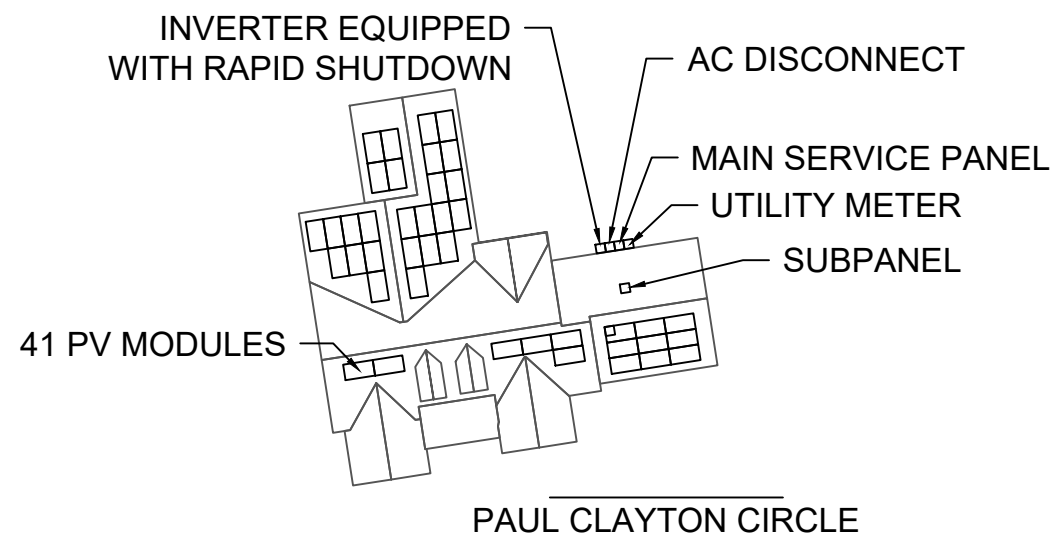 INVERTER EQUIPPED
WITH RAPID SHUTDOWN
AC DISCONNECT
MAIN SERVICE PANEL
UTILITY METER
SUBPANEL
41 PV MODULES
PAUL CLAYTON CIRCLE